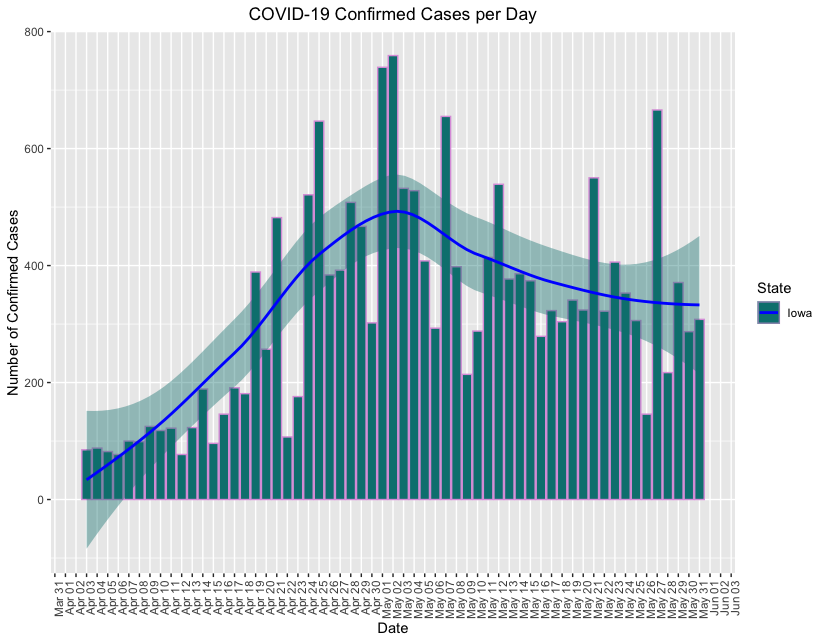 COVID-19 Confirmed Cases per Day
800
600
400
200
0
Number of Confirmed Cases
Mar 31
Apr 01
Apr 02
Apr 03
Apr 04
Apr 05
Apr 06
Apr 07
Apr 08
Apr 09
Apr 10
Apr 11
Apr 12
Apr 13
Apr 14
Apr 15
Apr 16
Apr 17
Apr 18
Apr 19
Apr 20
Apr 21
Apr 22
Apr 23
Apr 24
Apr 25
Apr 26
Apr 27
Apr 28
Apr 29
Apr 30
May 01
May 02
May 03
May 04
May 05
May 06
May 07
May 08
May 09
May 10
May 11
May 12
May 13
May 14
May 15
May 16
May 17
May 18
May 19
May 20
May 21
May 22
May 23
May 24
May 25
May 26
May 27
May 28
May 29
May 30
May 31
Jun 01
Jun 02
Jun 03
Date
State
Iowa